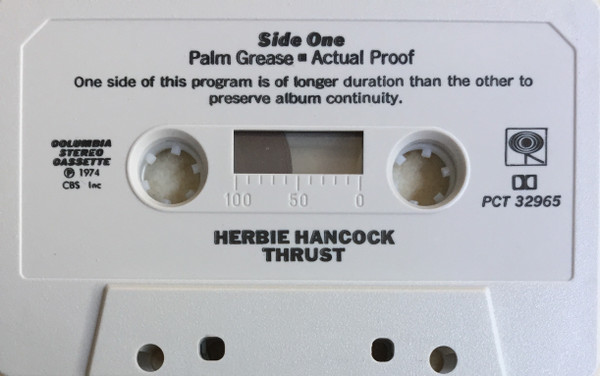 Side One
Palm Grease ▪ Actual Proof
One side of this program is of longer duration than the other to
preserve album continuity.
COLUMBIA
STEREO
CASSETTE
℗ 1974
CBS Inc
100 50 0
PCT 32965
HERBIE HANCOCK
THRUST